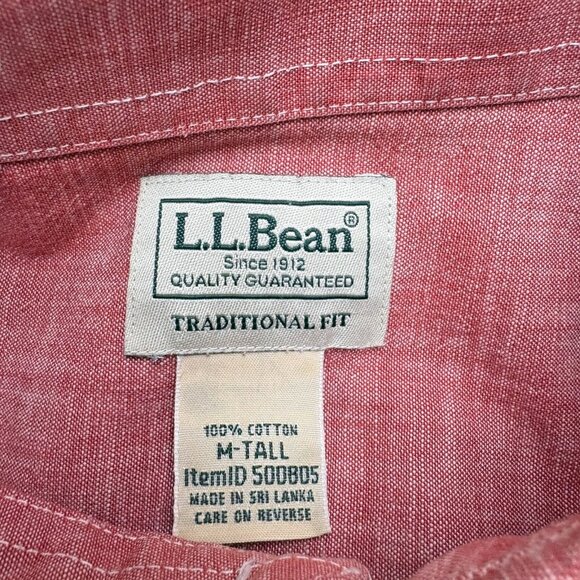 L.L.Bean®
Since 1912
QUALITY GUARANTEED
TRADITIONAL FIT
100% COTTON
M-TALL
ItemID 500805
MADE IN SRI LANKA
CARE ON REVERSE